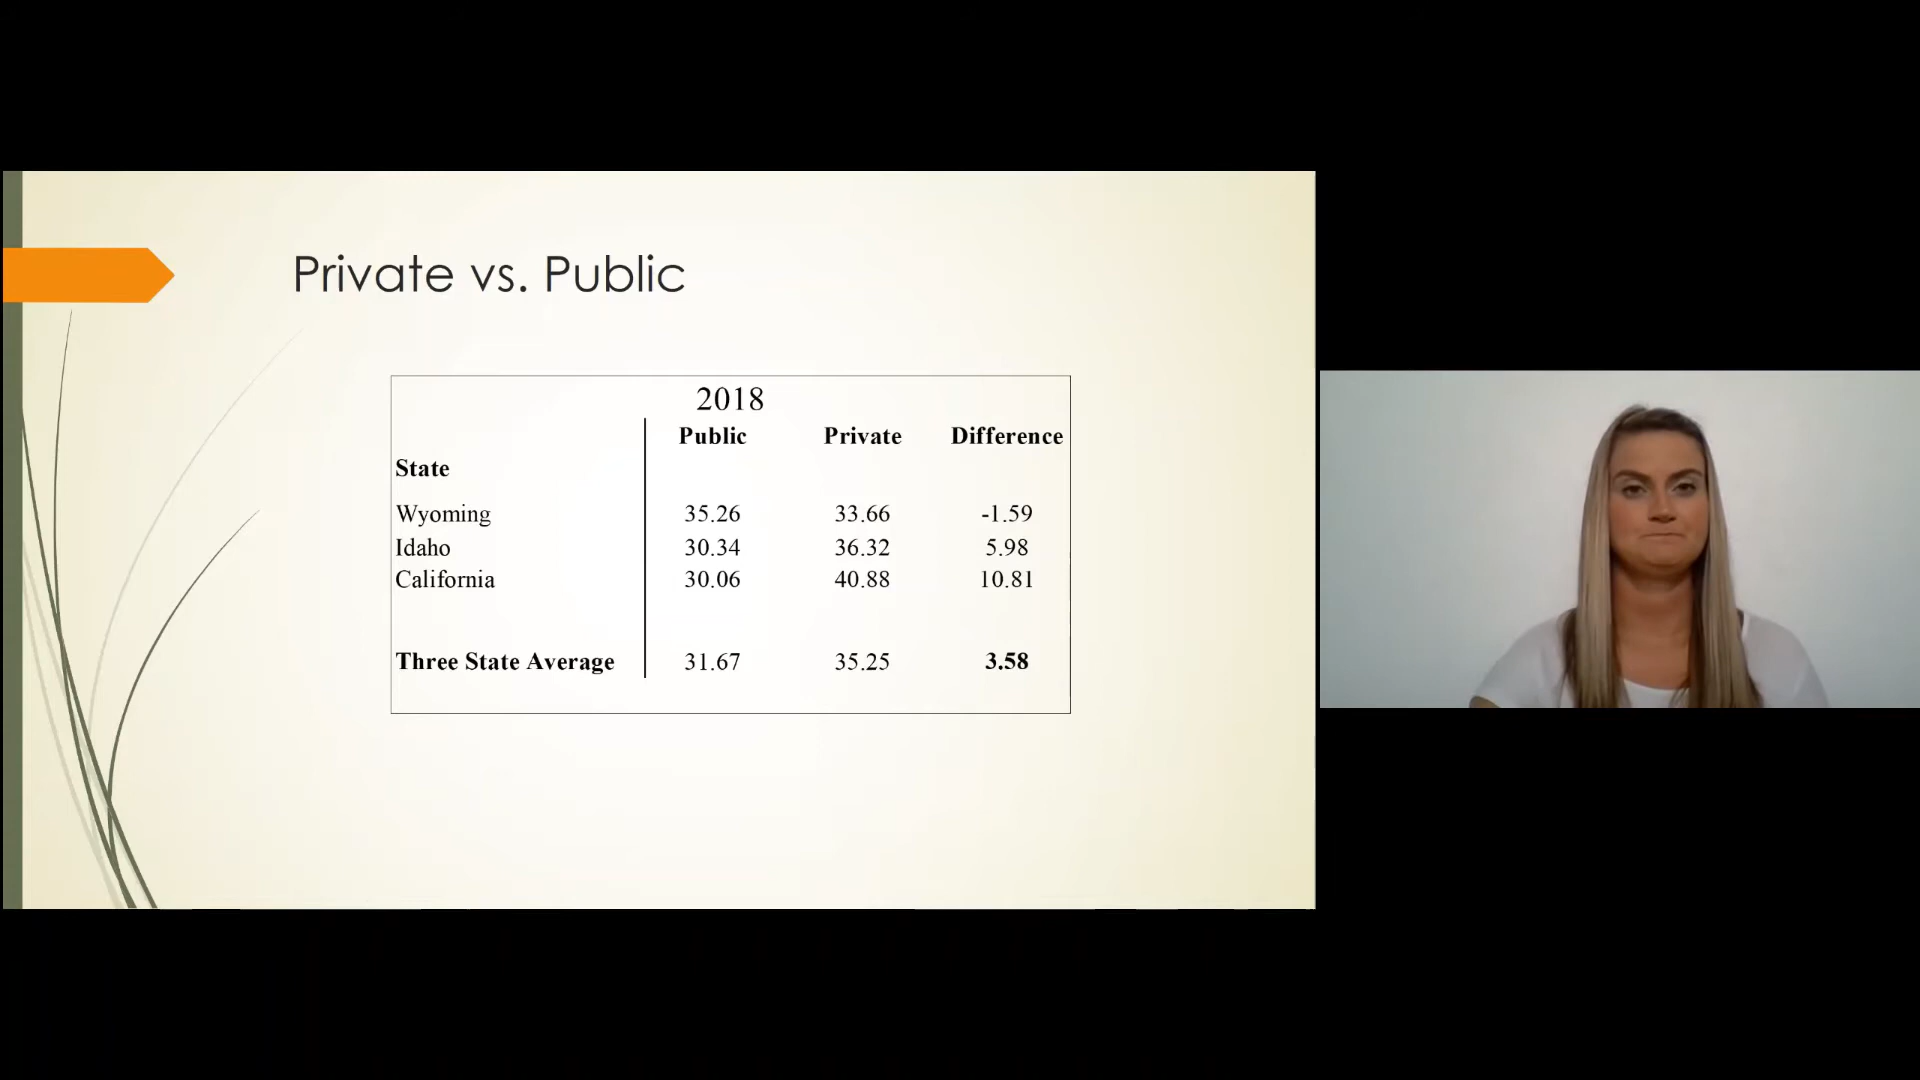 Private vs. Public
2018
Public Private Difference
State
Wyoming 35.26 33.66 -1.59
Idaho 30.34 36.32 5.98
California 30.06 40.88 10.81
Three State Average 31.67 35.25 3.58